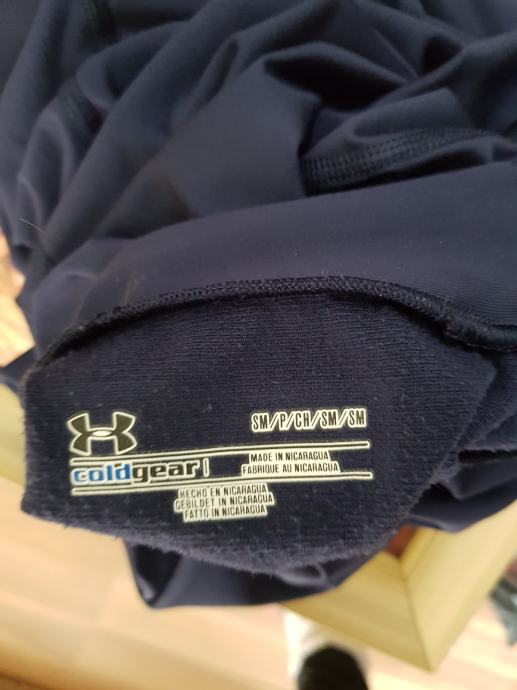 SM/P/CH/SM/SM
coldgear
MADE IN NICARAGUA
FABRIQUE AU NICARAGUA
HECHO EN NICARAGUA
GEBILDET IN NICARAGUA
FATTO IN NICARAGUA